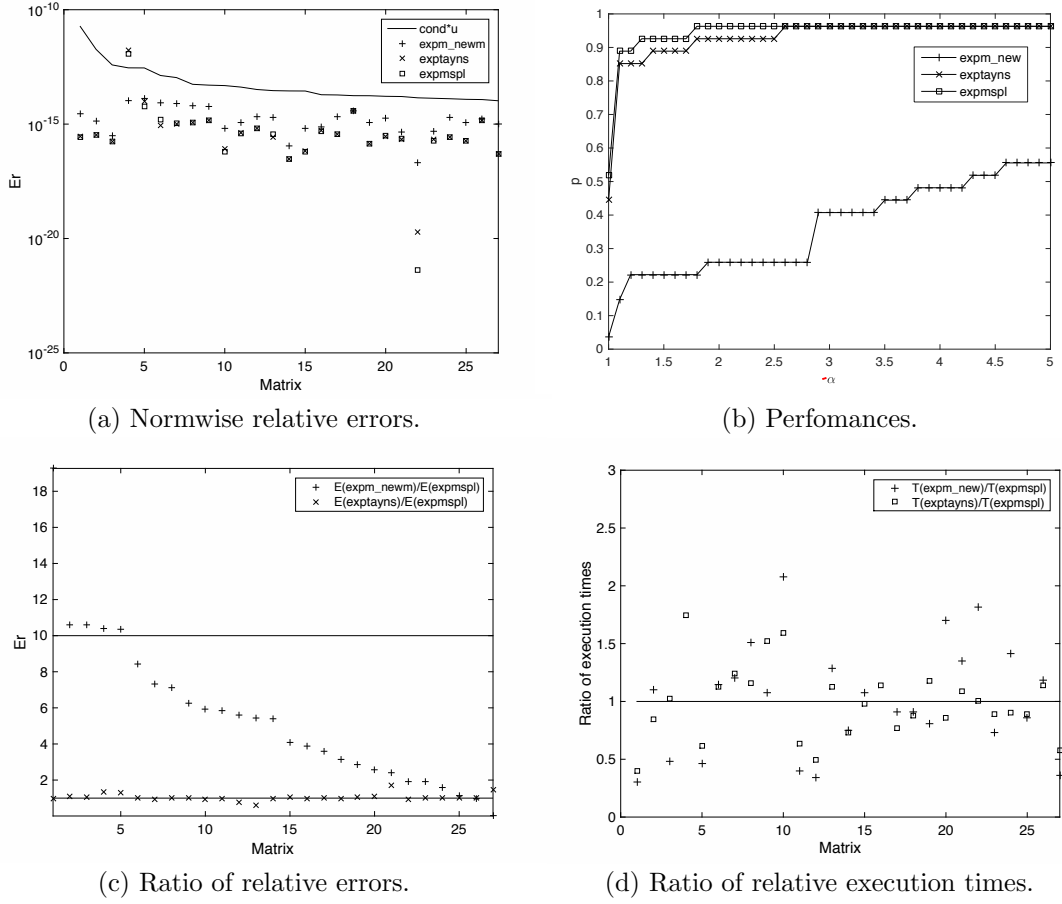 10^-10
10^-15
10^-20
10^-25
Er
cond*u
expm_newm
exptayns
expmspl
0 5 10 15 20 25
Matrix
(a) Normwise relative errors.
1
0.9
0.8
0.7
0.6
0.5
0.4
0.3
0.2
0.1
0
p
expm_new
exptayns
expmspl
1 1.5 2 2.5 3 3.5 4 4.5 5
α
(b) Perfomances.
18
16
14
12
10
8
6
4
2
Er
E(expm_newm)/E(expmspl)
E(exptayns)/E(expmspl)
5 10 15 20 25
Matrix
(c) Ratio of relative errors.
3
2.5
2
1.5
1
0.5
0
Ratio of execution times
T(expm_new)/T(expmspl)
T(exptayns)/T(expmspl)
0 5 10 15 20 25
Matrix
(d) Ratio of relative execution times.